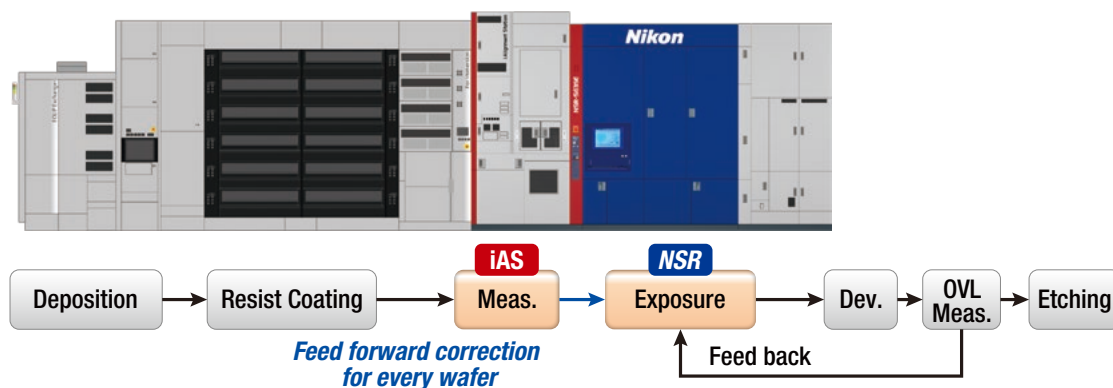 Nikon
iAS
NSR
Deposition
Resist Coating
Meas.
Exposure
Dev.
OVL
Meas.
Etching
Feed forward correction
for every wafer
Feed back